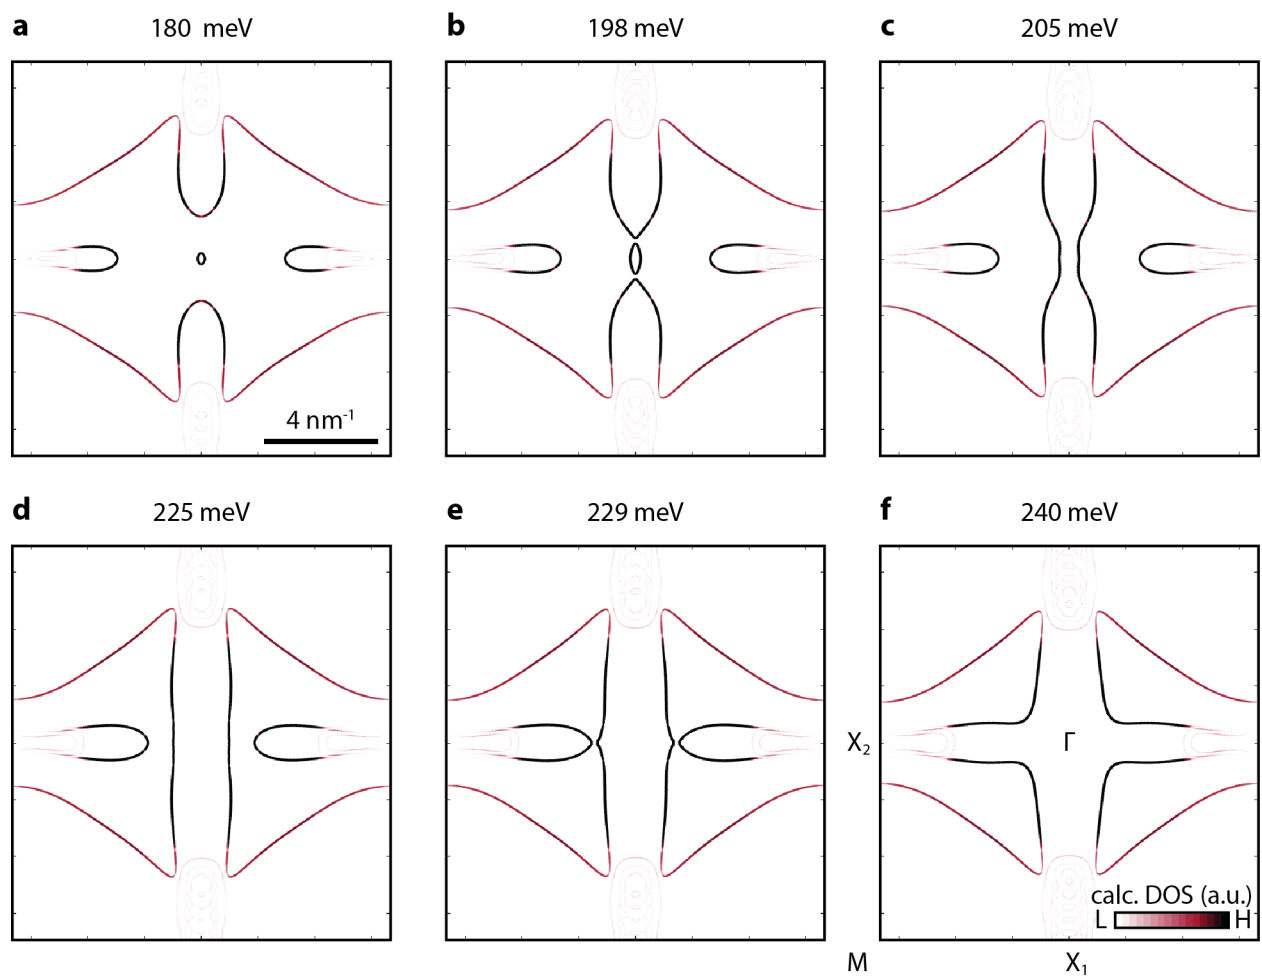 a 180 meV
b 198 meV
c 205 meV
4 nm-1
d 225 meV
e 229 meV
f 240 meV
X2
Γ
calc. DOS (a.u.)
L H
M X1